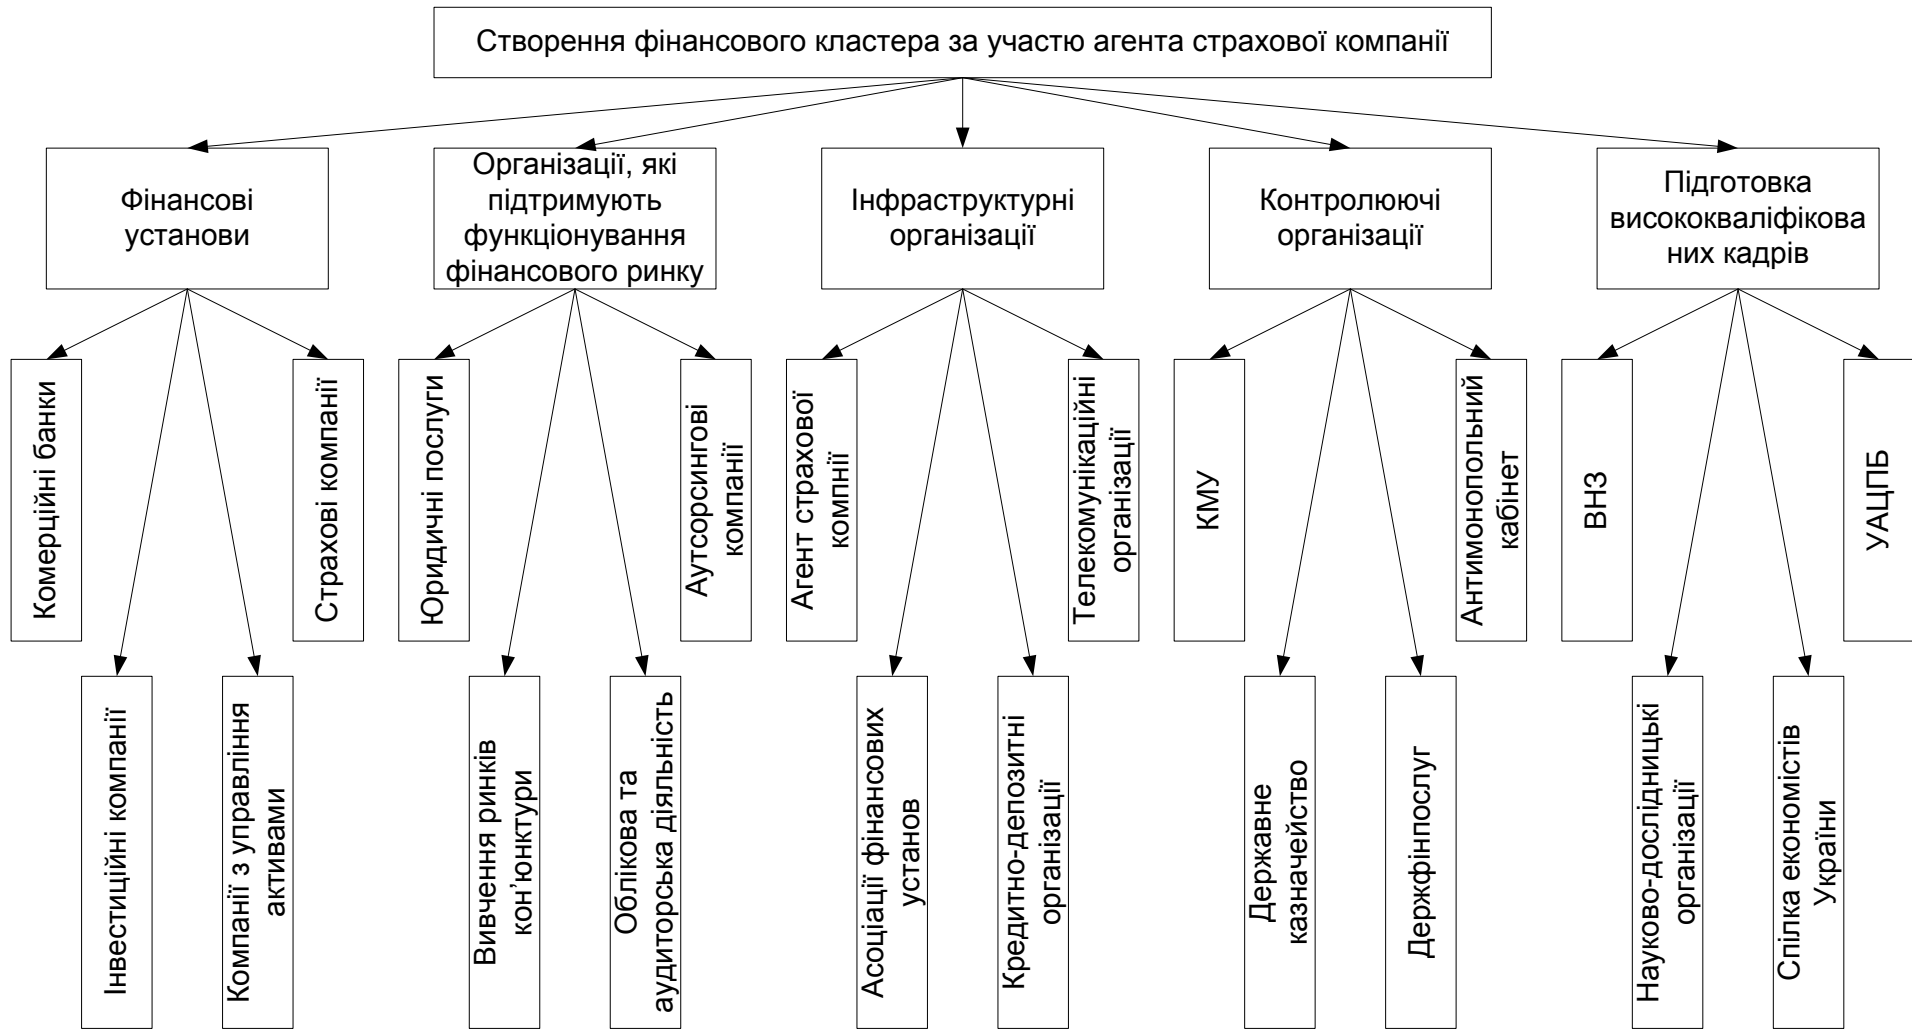 Створення фінансового кластера за участю агента страхової компанії
Фінансові
установи
Організації, які
підтримують
функціонування
фінансового ринку
Інфраструктурні
організації
Контролюючі
організації
Підготовка
висококваліфікова
них кадрів
Комерційні банки
Страхові компанії
Юридичні послуги
Аутсорсингові
компанії
Агент страхової
компнії
Телекомунікаційні
організації
КМУ
Антимонопольний
кабінет
ВНЗ
УАЦПБ
Інвестиційні компанії
Компанії з управління
активами
Вивчення ринків
кон’юнктури
Облікова та
аудиторська діяльність
Асоціації фінансових
установ
Кредитно-депозитні
організації
Державне
казначейство
Держфінпослуг
Науково-дослідницькі
організації
Спілка економістів
України